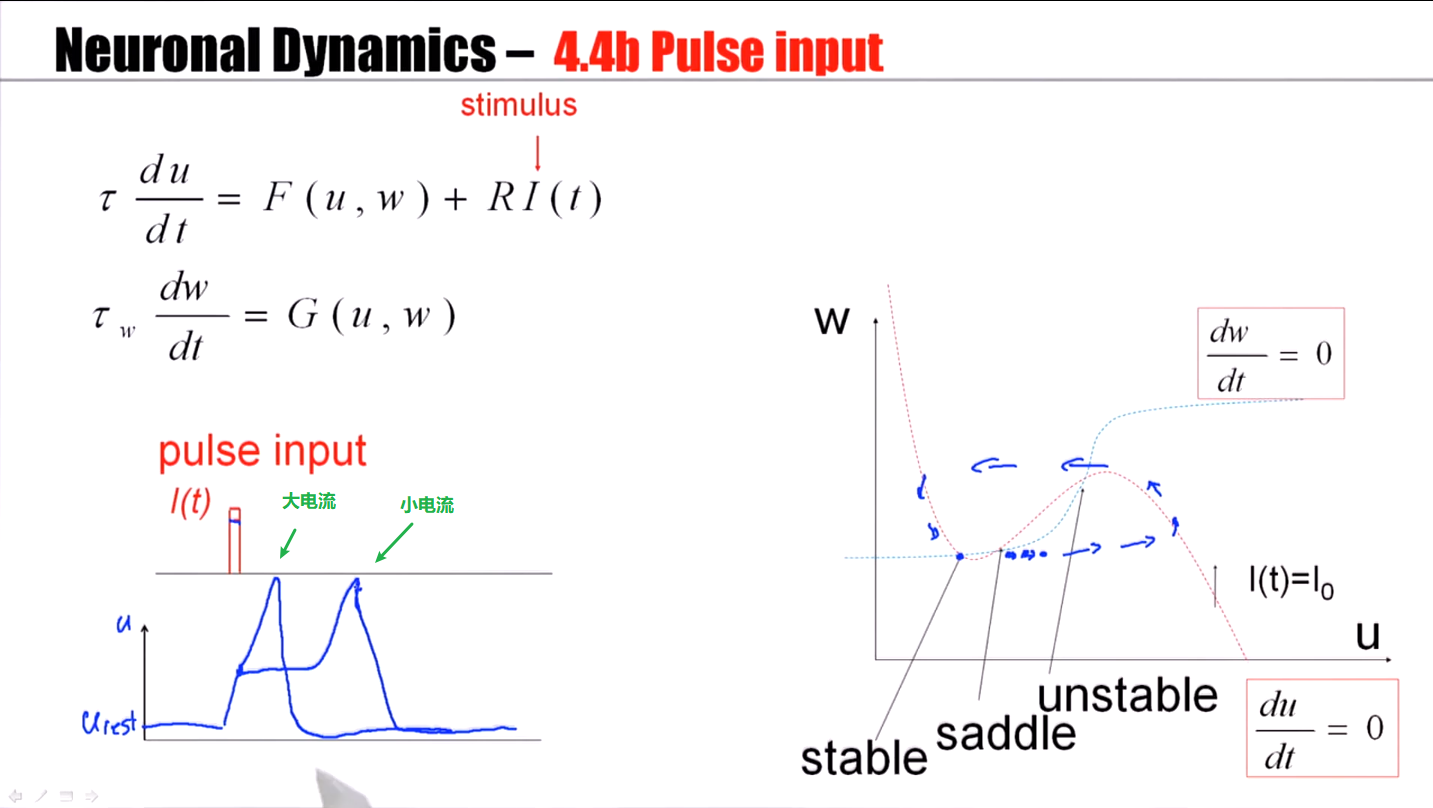 Neuronal Dynamics – 4.4b Pulse input
stimulus
τ du/dt = F(u,w) + RI(t)
τ_w dw/dt = G(u,w)
pulse input
I(t)
大电流
小电流
u
u_rest
w
dw/dt = 0
I(t)=I₀
u
unstable
saddle
stable
du/dt = 0